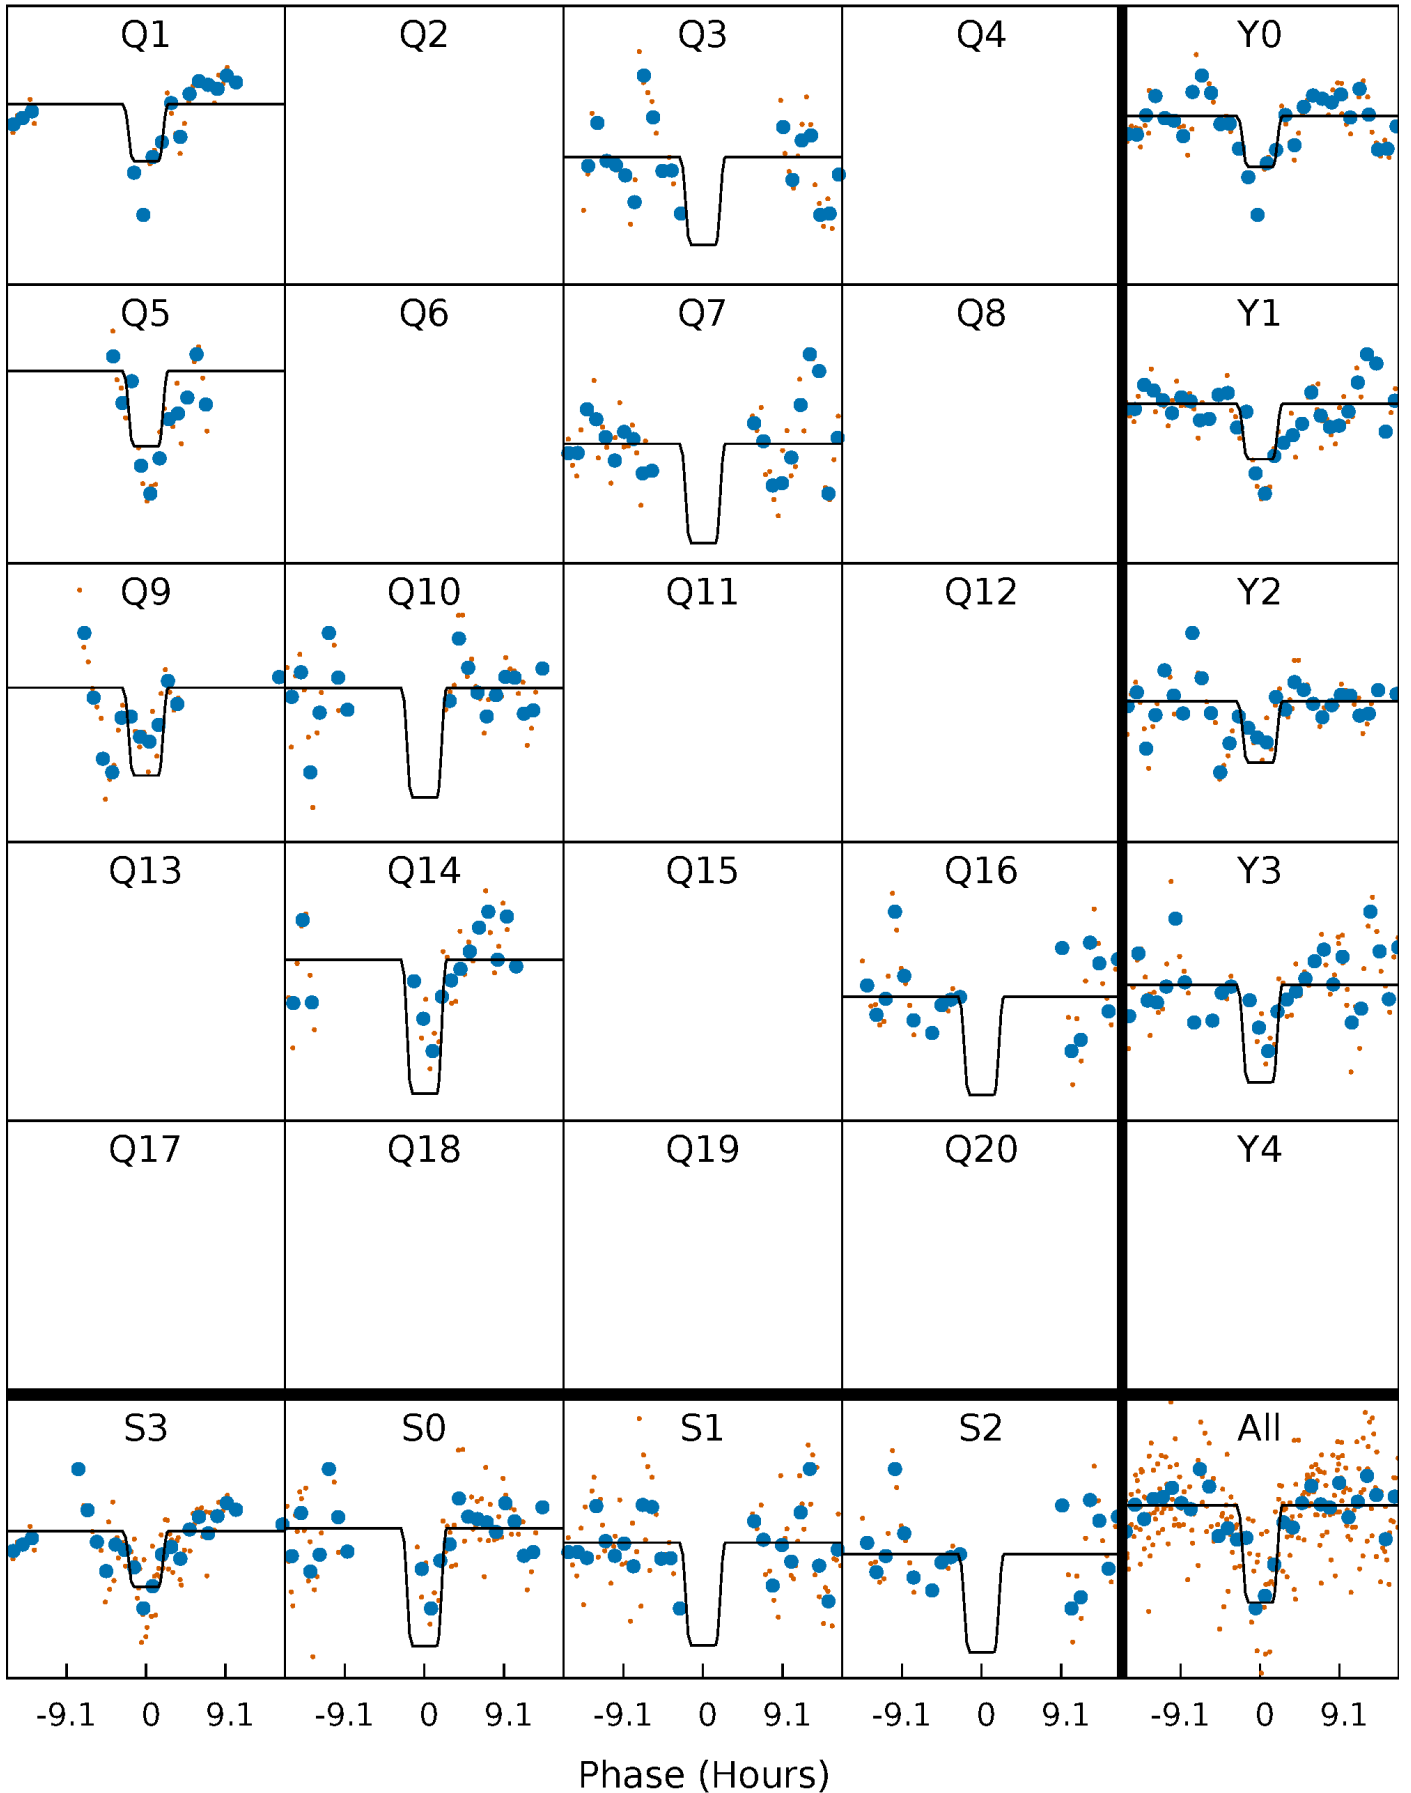 Q1 Q2 Q3 Q4 Y0
Q5 Q6 Q7 Q8 Y1
Q9 Q10 Q11 Q12 Y2
Q13 Q14 Q15 Q16 Y3
Q17 Q18 Q19 Q20 Y4
S3 S0 S1 S2 All
-9.1 0 9.1 -9.1 0 9.1 -9.1 0 9.1 -9.1 0 9.1 -9.1 0 9.1
Phase (Hours)